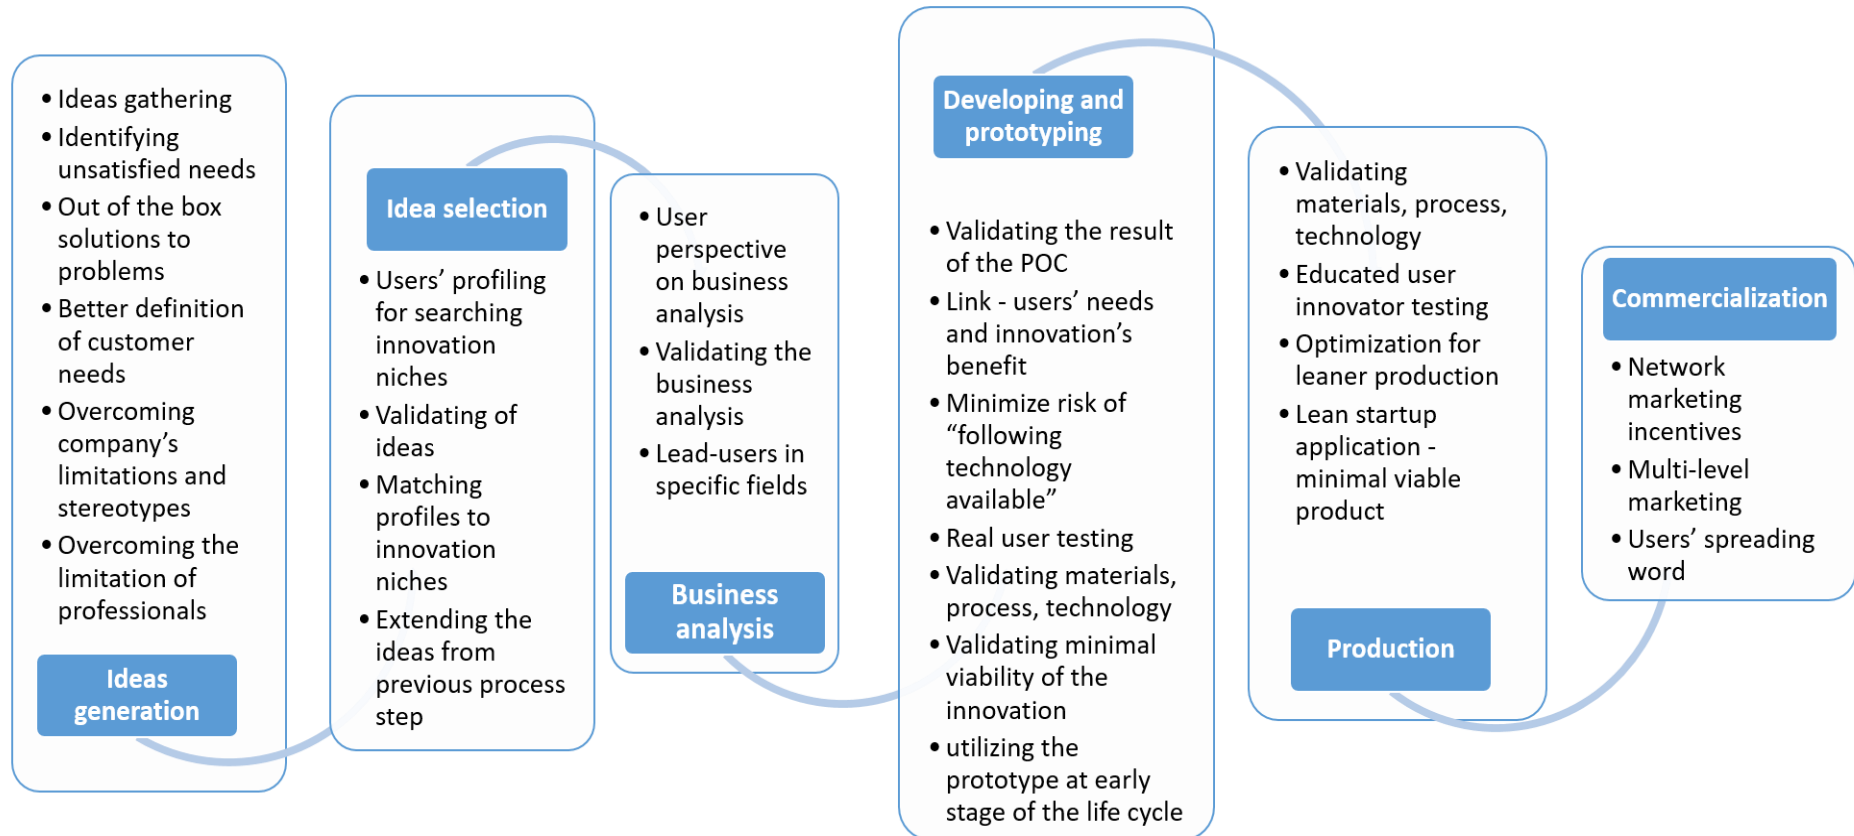 • Ideas gathering
• Identifying
unsatisfied needs
• Out of the box
solutions to
problems
• Better definition
of customer
needs
• Overcoming
company’s
limitations and
stereotypes
• Overcoming the
limitation of
professionals
Ideas
generation
Idea selection
• Users’ profiling
for searching
innovation
niches
• Validating of
ideas
• Matching
profiles to
innovation
niches
• Extending the
ideas from
previous process
step
• User
perspective
on business
analysis
• Validating the
business
analysis
• Lead-users in
specific fields
Business
analysis
Developing and
prototyping
• Validating the result
of the POC
• Link - users’ needs
and innovation’s
benefit
• Minimize risk of
“following
technology
available”
• Real user testing
• Validating materials,
process, technology
• Validating minimal
viability of the
innovation
• utilizing the
prototype at early
stage of the life cycle
• Validating
materials, process,
technology
• Educated user
innovator testing
• Optimization for
leaner production
• Lean startup
application -
minimal viable
product
Production
Commercialization
• Network
marketing
incentives
• Multi-level
marketing
• Users’ spreading
word